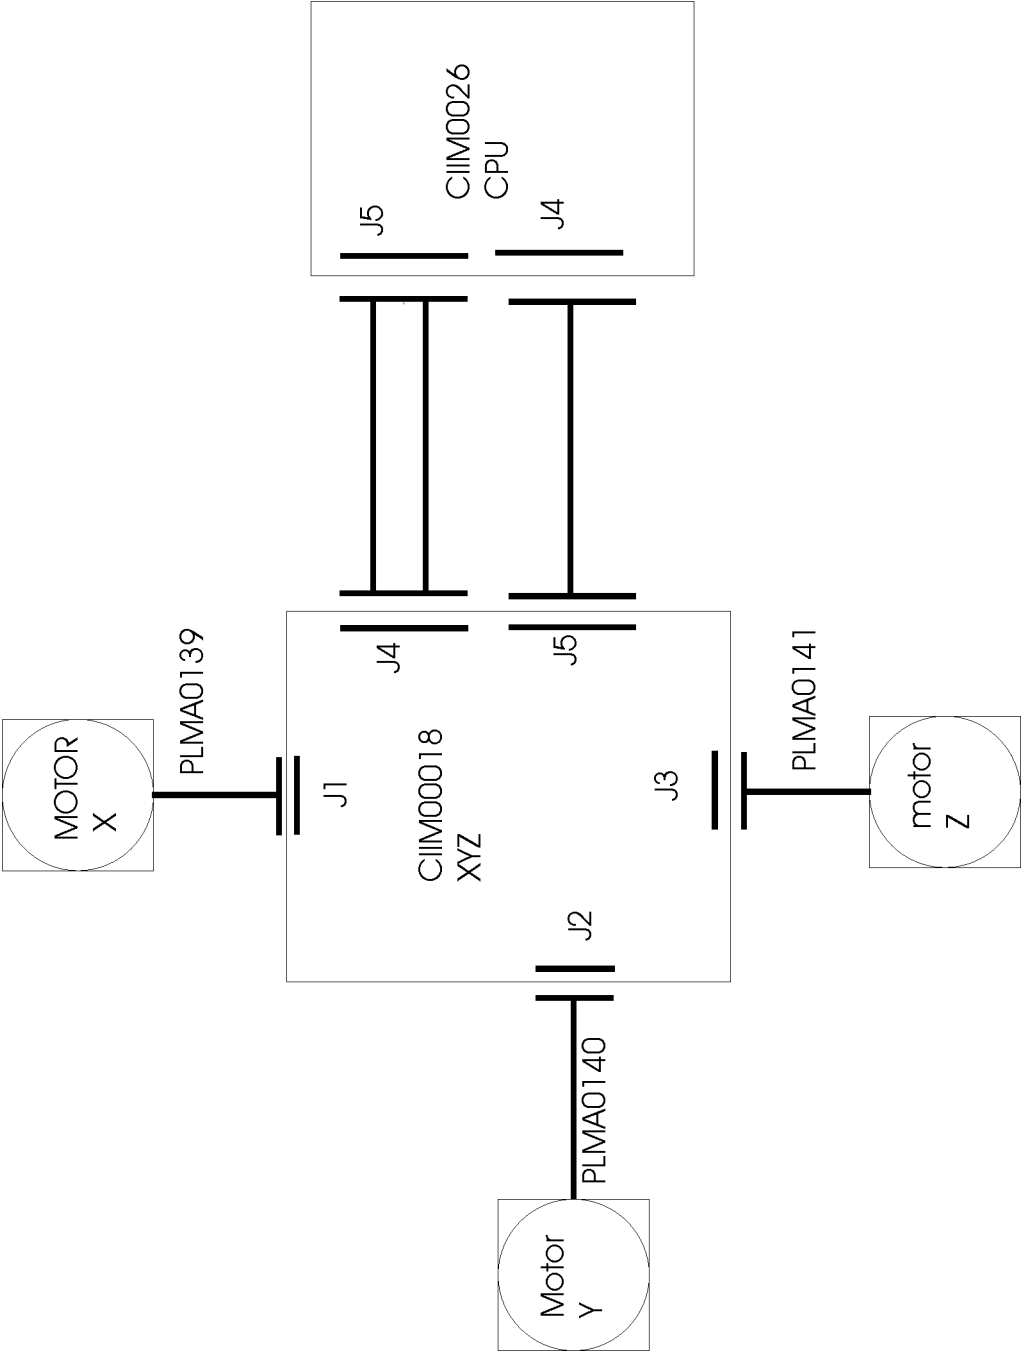 CIIM0026
CPU
J5
J4
J4
J5
PLMA0139
MOTOR
X
J1
CIIM00018
XYZ
J3
PLMA0141
motor
Z
J2
PLMA0140
Motor
Y